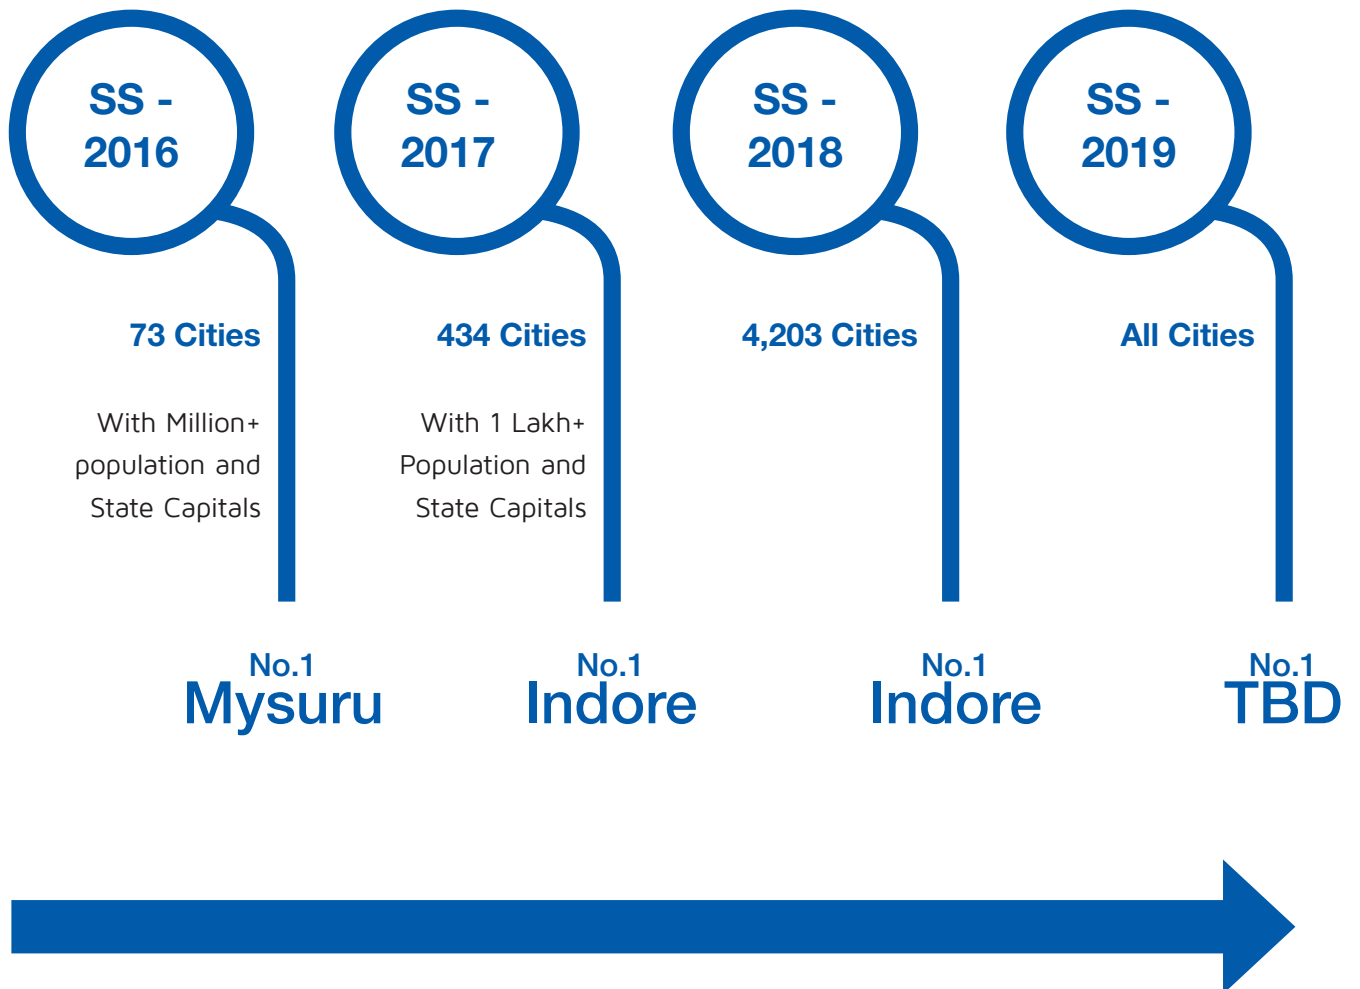 SS -
2016
73 Cities
With Million+
population and
State Capitals
No.1
Mysuru
SS -
2017
434 Cities
With 1 Lakh+
Population and
State Capitals
No.1
Indore
SS -
2018
4,203 Cities
No.1
Indore
SS -
2019
All Cities
No.1
TBD